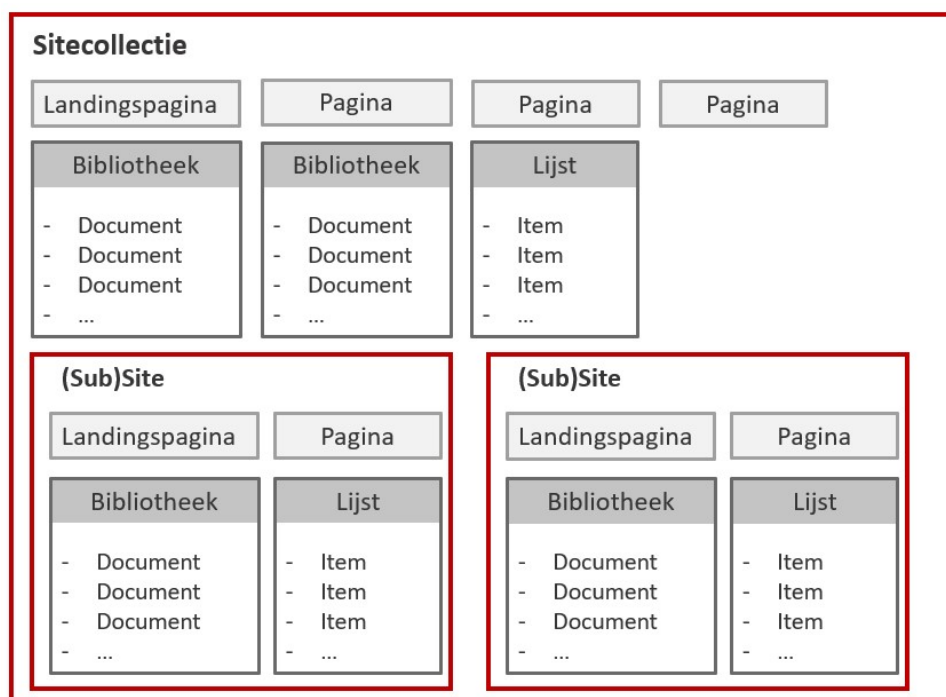 Sitecollectie
Landingspagina
Pagina
Pagina
Pagina
Bibliotheek
- Document
- Document
- Document
- ...
Bibliotheek
- Document
- Document
- Document
- ...
Lijst
- Item
- Item
- Item
- ...
(Sub)Site
Landingspagina
Pagina
Bibliotheek
- Document
- Document
- Document
- ...
Lijst
- Item
- Item
- Item
- ...
(Sub)Site
Landingspagina
Pagina
Bibliotheek
- Document
- Document
- Document
- ...
Lijst
- Item
- Item
- Item
- ...